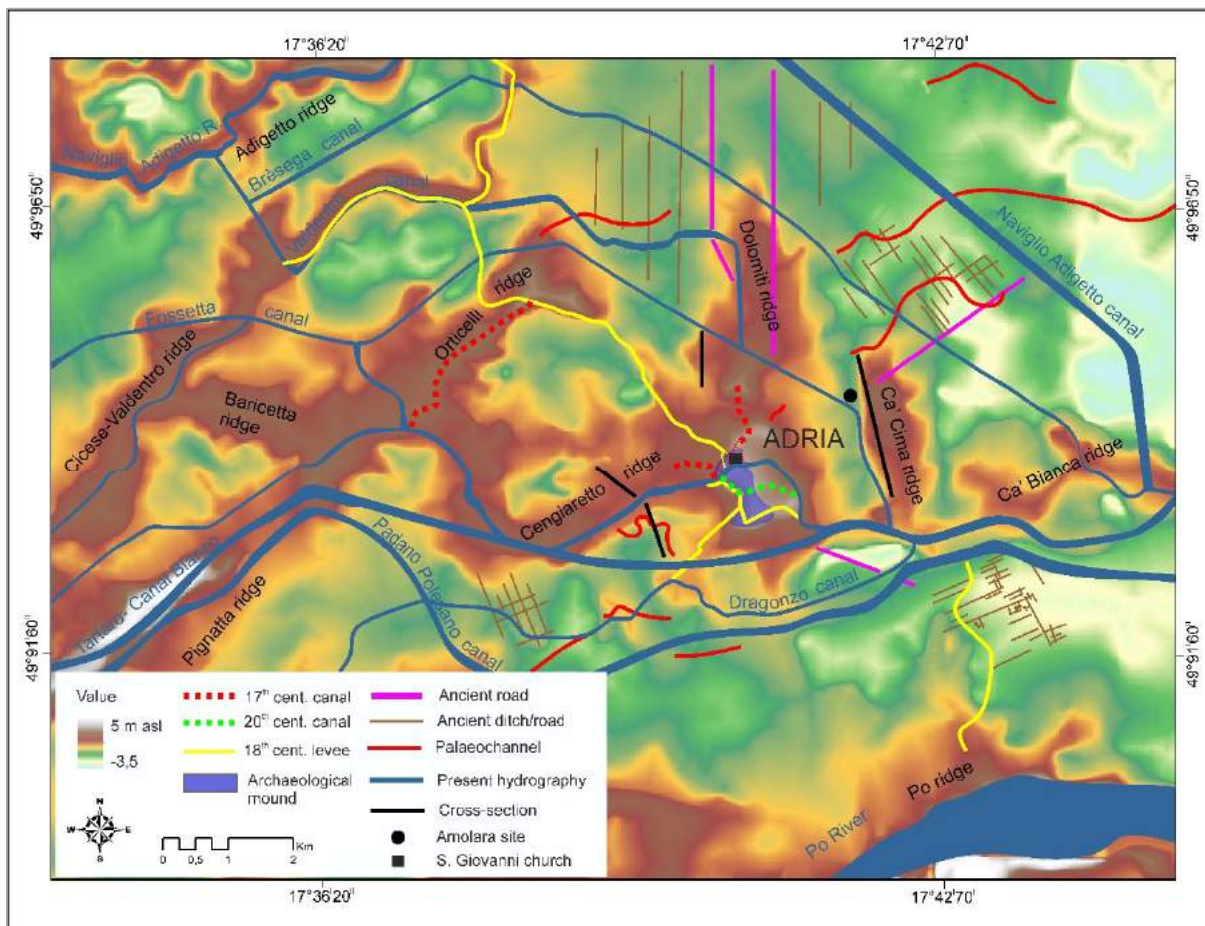 17°36'20"
17°42'70"
49°96'50"
49°96'50"
Naviglio Adigetto R.
Adigetto ridge
Brèsega canal
Valdentro canal
Fossetta canal
Orticelli ridge
Dolomiti ridge
Naviglio Adigetto canal
Cicese-Valdentro ridge
Baricetta ridge
ADRIA
Ca' Cima ridge
Ca' Bianca ridge
Cengiaretto ridge
Tartaro- Canal Bianco
Pignatta ridge
Padano Polesano canal
Dragonzo canal
49°91'60"
49°91'60"
Po ridge
Po River
Value
5 m asl
-3,5
17th cent. canal
20th cent. canal
18th cent. levee
Archaeological
mound
Ancient road
Ancient ditch/road
Palaeochannel
Present hydrography
Cross-section
Amolara site
S. Giovanni church
N
W
E
S
0 0,5 1 2 Km
17°36'20"
17°42'70"